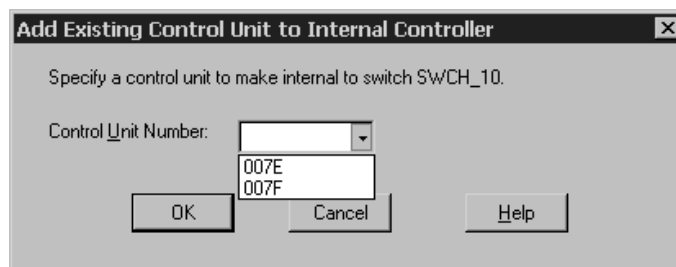 Add Existing Control Unit to Internal Controller
Specify a control unit to make internal to switch SWCH_10.
Control Unit Number:
007E
007F
OK Cancel Help